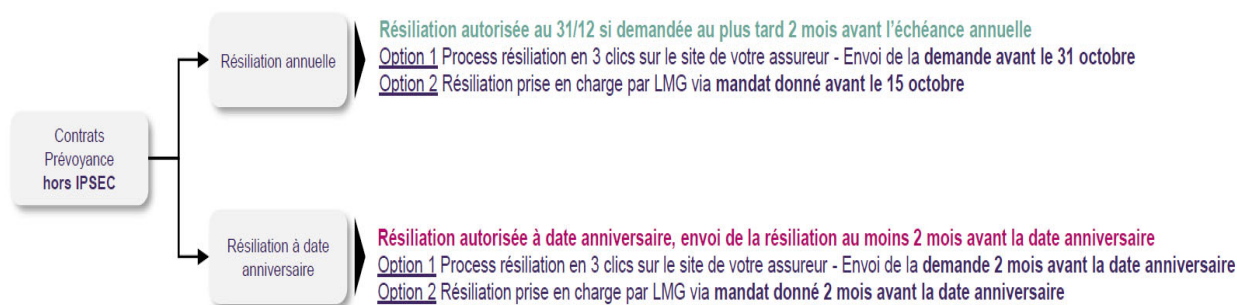 Contrats
Prévoyance
hors IPSEC
Résiliation annuelle
Résiliation autorisée au 31/12 si demandée au plus tard 2 mois avant l'échéance annuelle
Option 1 Process résiliation en 3 clics sur le site de votre assureur - Envoi de la demande avant le 31 octobre
Option 2 Résiliation prise en charge par LMG via mandat donné avant le 15 octobre
Résiliation à date
anniversaire
Résiliation autorisée à date anniversaire, envoi de la résiliation au moins 2 mois avant la date anniversaire
Option 1 Process résiliation en 3 clics sur le site de votre assureur - Envoi de la demande 2 mois avant la date anniversaire
Option 2 Résiliation prise en charge par LMG via mandat donné 2 mois avant la date anniversaire